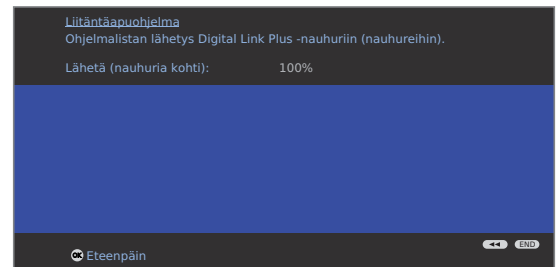 Liitäntäapuohjelma
Ohjelmalistan lähetys Digital Link Plus -nauhuriin (nauhureihin).
Lähetä (nauhuria kohti): 100%
END
OK Eteenpäin